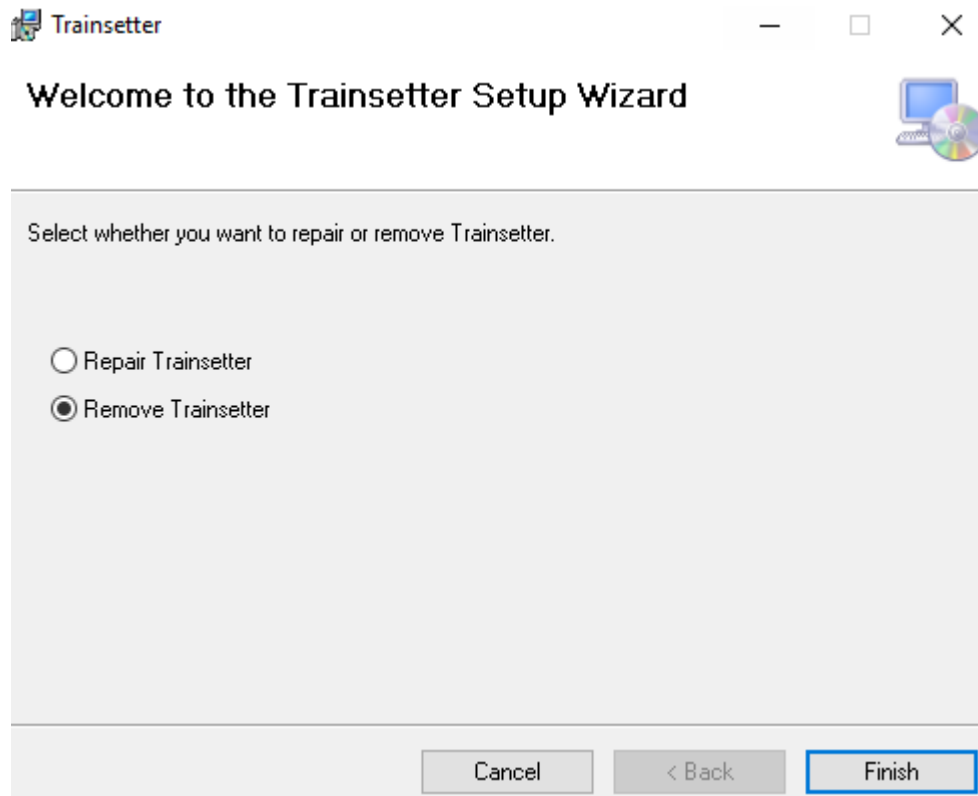 Trainsetter
Welcome to the Trainsetter Setup Wizard
Select whether you want to repair or remove Trainsetter.
Repair Trainsetter
Remove Trainsetter
Cancel
< Back
Finish